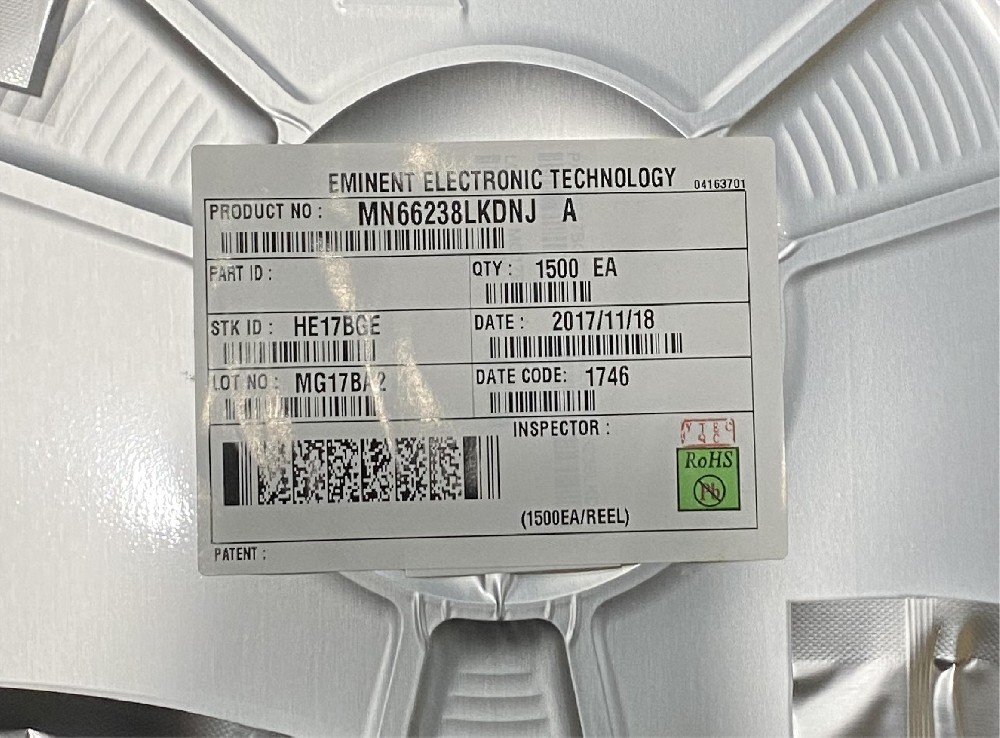 EMINENT ELECTRONIC TECHNOLOGY 04163701
PRODUCT NO : MN66238LKDNJ A
PART ID :
QTY : 1500 EA
STK ID : HE17BGE
DATE : 2017/11/18
LOT NO : MG17BA2
DATE CODE: 1746
INSPECTOR :
RoHS
Pb
(1500EA/REEL)
PATENT :